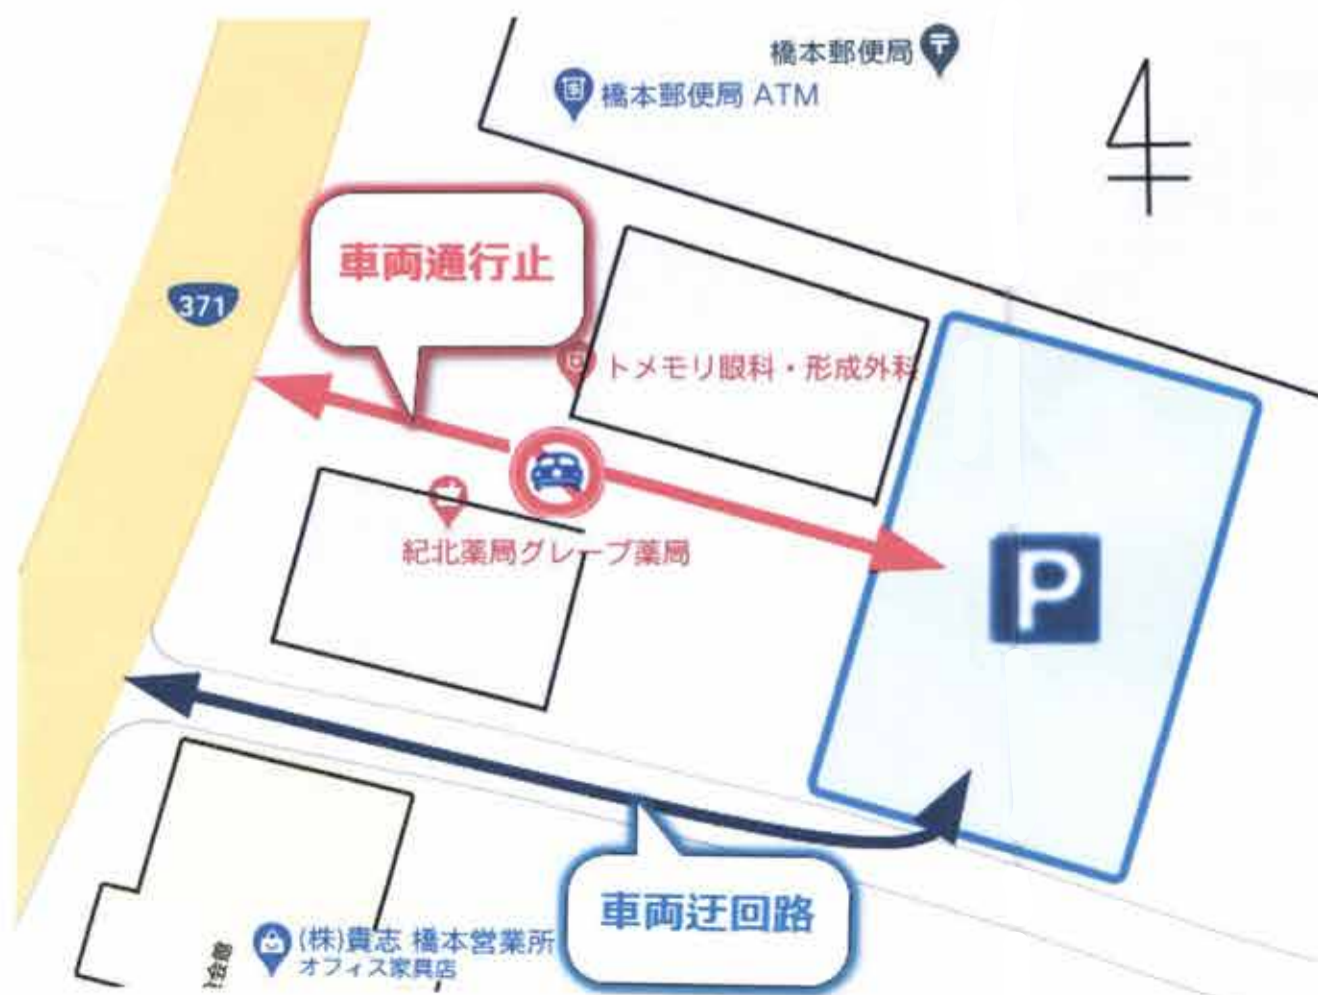 橋本郵便局
橋本郵便局 ATM
車両通行止
371
トメモリ眼科・形成外科
紀北薬局グレープ薬局
P
車両迂回路
(株)貴志 橋本営業所
オフィス家具店
会館